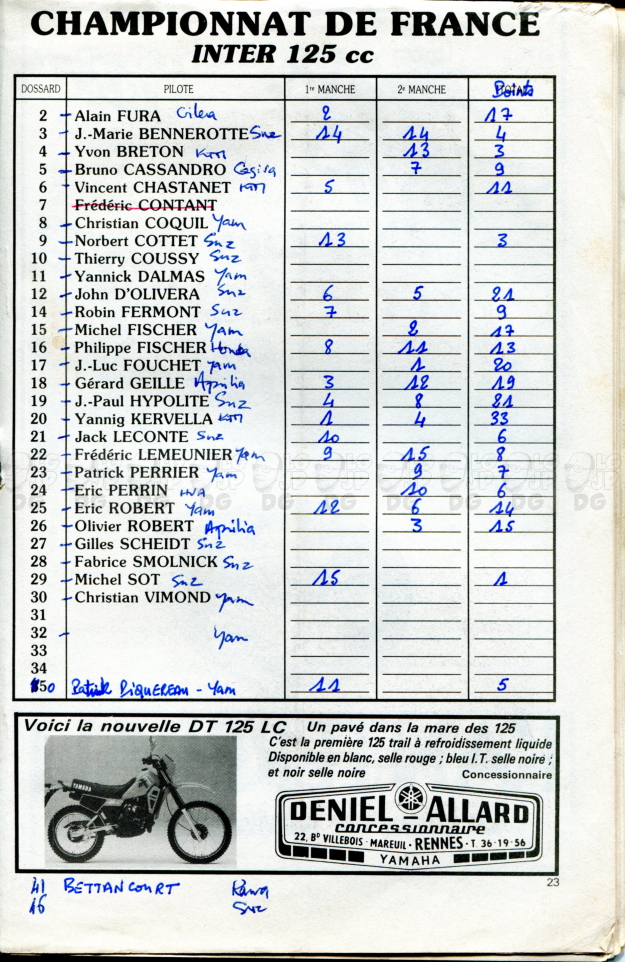 CHAMPIONNAT DE FRANCE
INTER 125 cc
DOSSARD PILOTE 1re MANCHE 2e MANCHE Points
2 - Alain FURA Gilera 2 17
3 - J.-Marie BENNEROTTE Suz 14 14 4
4 - Yvon BRETON KTM 13 3
5 - Bruno CASSANDRO Cagiva 7 9
6 - Vincent CHASTANET KTM 5 11
7 Frédéric CONTANT
8 - Christian COQUIL Yam
9 - Norbert COTTET Suz 13 3
10 - Thierry COUSSY Suz
11 - Yannick DALMAS Yam
12 - John D'OLIVERA Suz 6 5 21
14 - Robin FERMONT Suz 7 9
15 - Michel FISCHER Yam 2 17
16 - Philippe FISCHER Honda 8 11 13
17 - J.-Luc FOUCHET Yam 1 20
18 - Gérard GEILLE Aprilia 3 12 19
19 - J.-Paul HYPOLITE Suz 4 8 21
20 - Yannig KERVELLA KTM 1 4 33
21 - Jack LECONTE Suz 10 6
22 - Frédéric LEMEUNIER Yam 9 15 8
23 - Patrick PERRIER Yam 9 7
24 - Eric PERRIN HVA 10 6
25 - Eric ROBERT Yam 12 6 14
26 - Olivier ROBERT Aprilia 3 15
27 - Gilles SCHEIDT Suz
28 - Fabrice SMOLNICK Suz
29 - Michel SOT Suz 15 1
30 - Christian VIMOND Yam
31
32 - Yam
33
34
50 Patrick PIQUEREAU - Yam 11 5
Voici la nouvelle DT 125 LC Un pavé dans la mare des 125
C'est la première 125 trail à refroidissement liquide
Disponible en blanc, selle rouge ; bleu I.T. selle noire ;
et noir selle noire Concessionnaire
YAMAHA
DENIEL - ALLARD
concessionnaire
22, Bd VILLEBOIS - MAREUIL • RENNES • T. 36-19-56
YAMAHA
23
41 BETTANCOURT Kawa
46 Suz